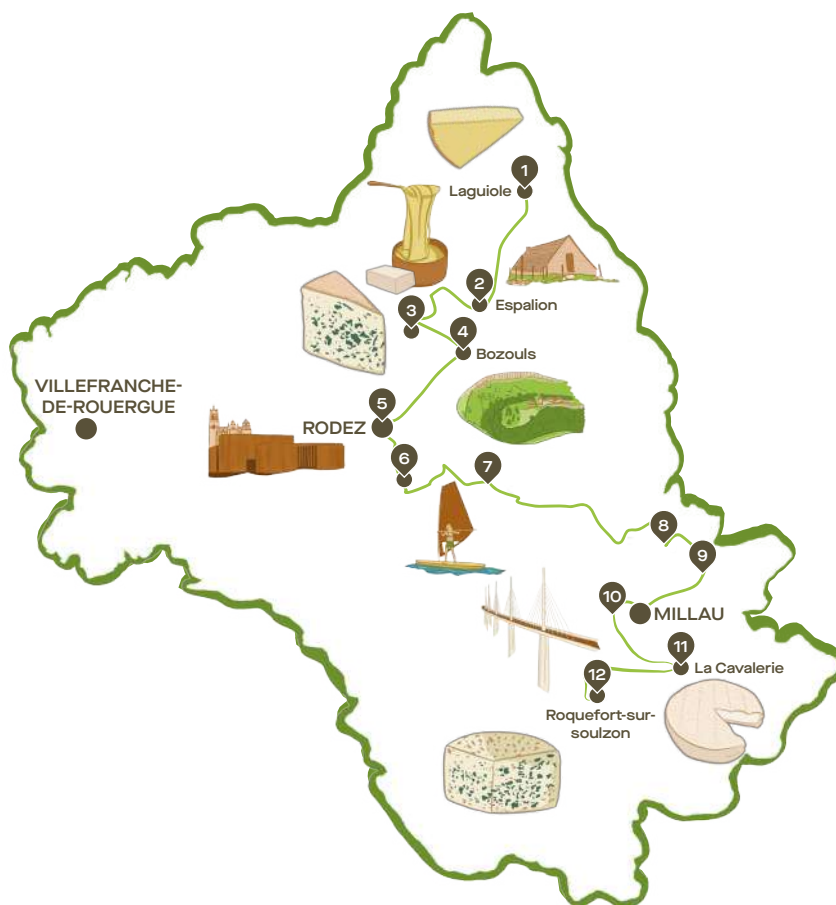 1
Laguiole
2
Espalion
3
4
Bozouls
VILLEFRANCHE-
DE-ROUERGUE
5
RODEZ
6
7
8
9
10
MILLAU
11
La Cavalerie
12
Roquefort-sur-
soulzon